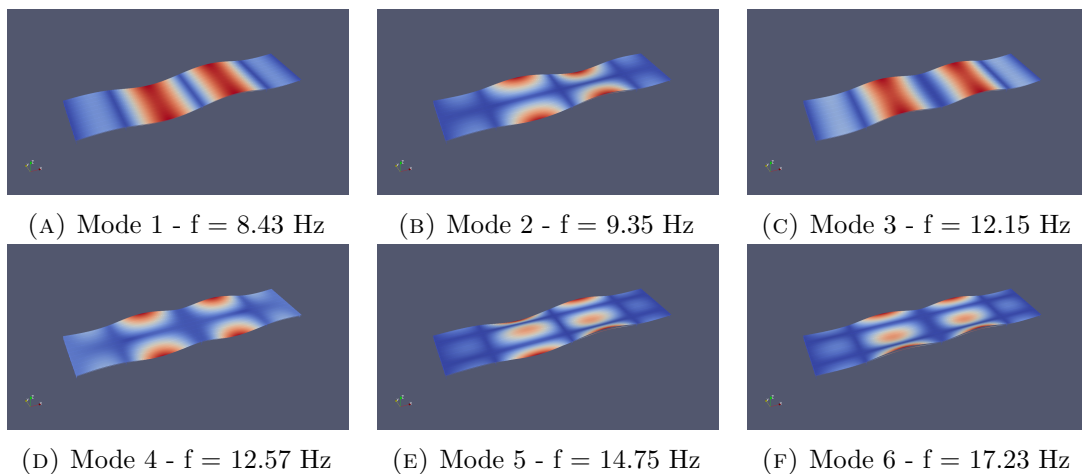 (A) Mode 1 - f = 8.43 Hz
(B) Mode 2 - f = 9.35 Hz
(C) Mode 3 - f = 12.15 Hz
(D) Mode 4 - f = 12.57 Hz
(E) Mode 5 - f = 14.75 Hz
(F) Mode 6 - f = 17.23 Hz